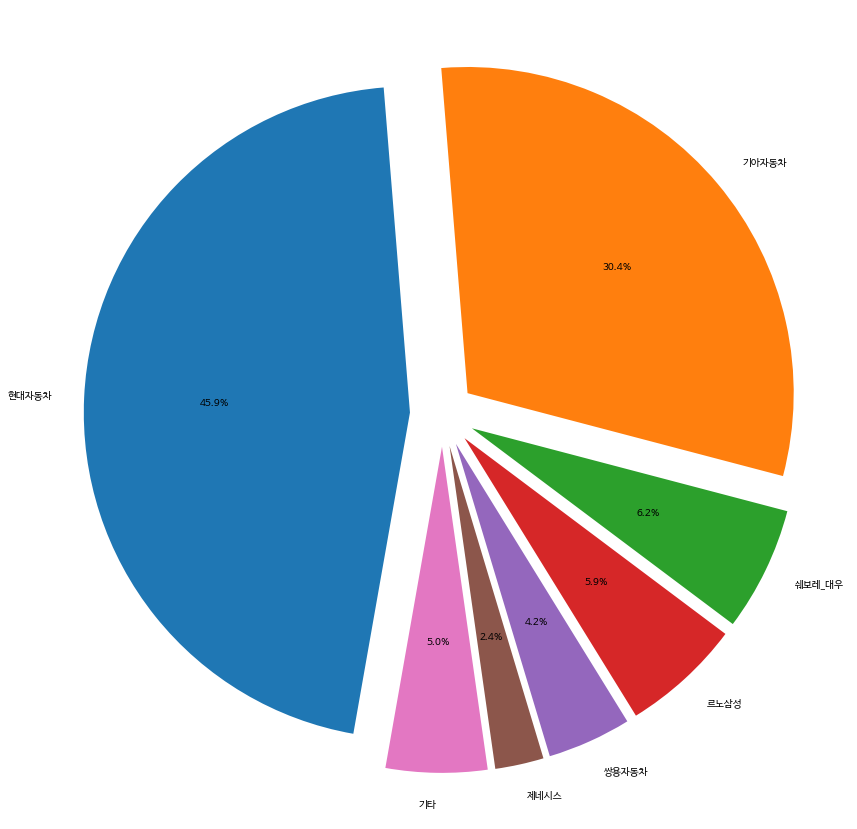 기아자동차
30.4%
현대자동차
45.9%
6.2%
쉐보레_대우
5.9%
르노삼성
4.2%
쌍용자동차
2.4%
제네시스
5.0%
기타